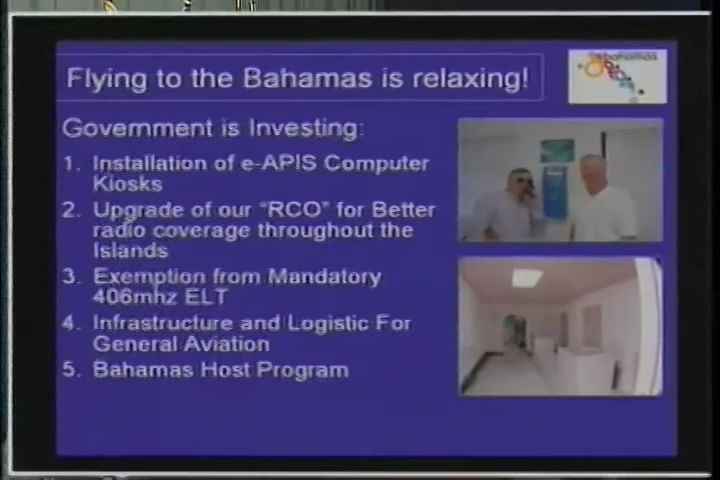 Flying to the Bahamas is relaxing!
bahamas
Government is Investing:
1. Installation of e-APIS Computer
Kiosks
2. Upgrade of our "RCO" for Better
radio coverage throughout the
Islands
3. Exemption from Mandatory
406mhz ELT
4. Infrastructure and Logistic For
General Aviation
5. Bahamas Host Program